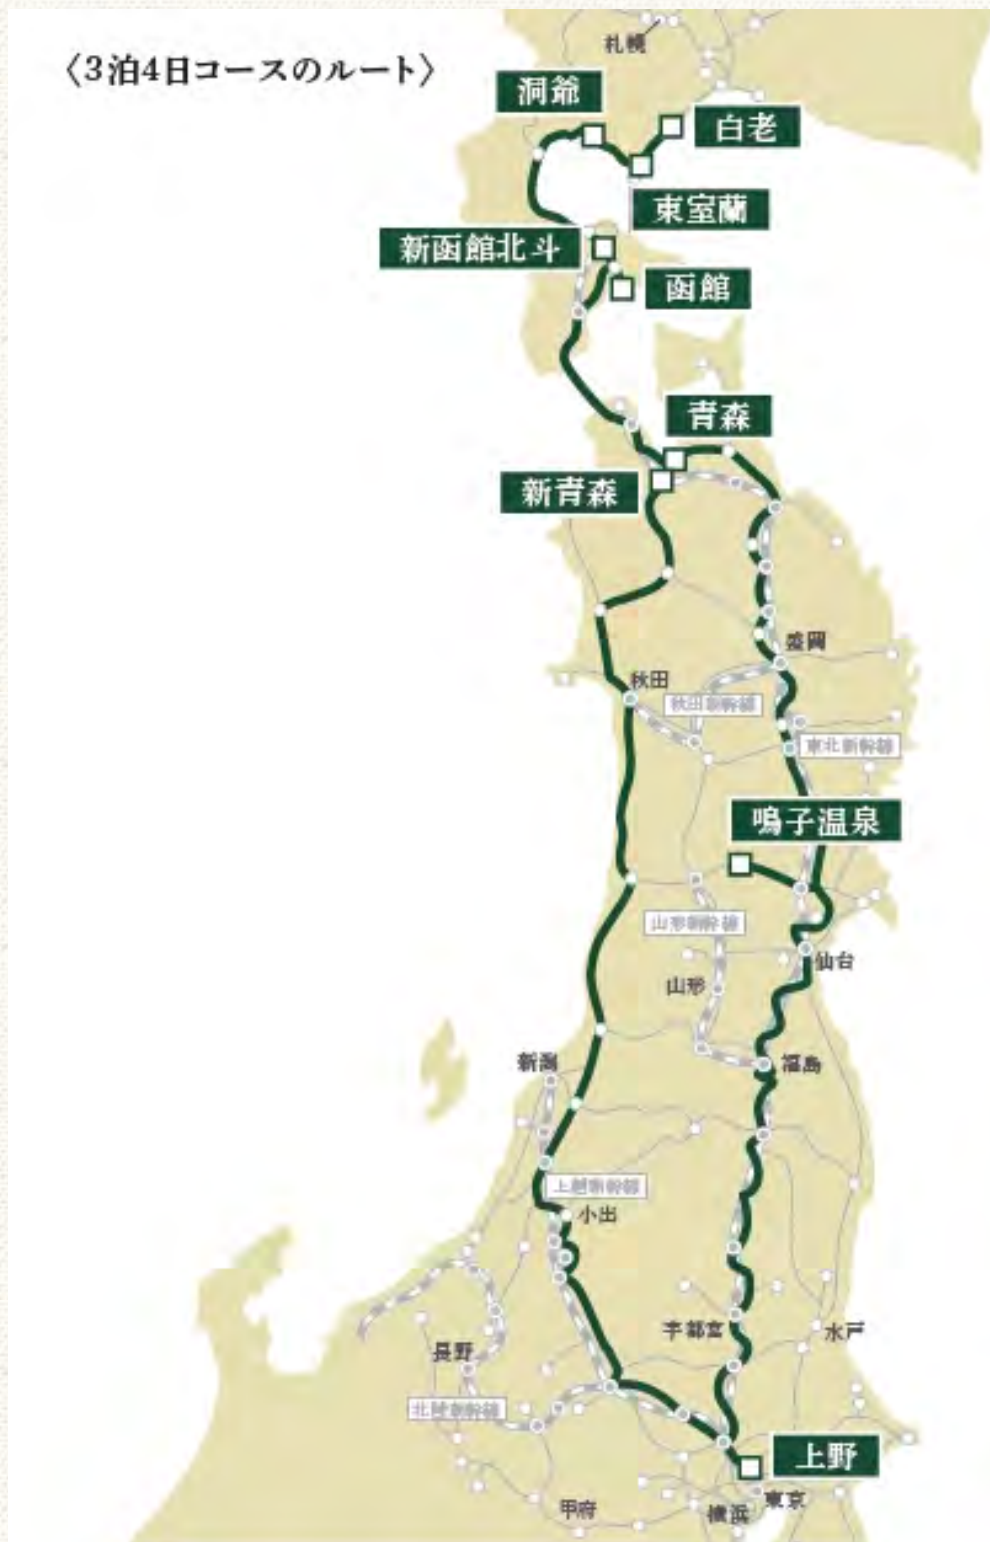 〈3泊4日コースのルート〉
札幌
洞爺
白老
東室蘭
新函館北斗
函館
青森
新青森
盛岡
秋田
秋田新幹線
東北新幹線
鳴子温泉
山形新幹線
仙台
山形
新潟
福島
上越新幹線
小出
宇都宮
水戸
長野
北陸新幹線
上野
東京
甲府
横浜